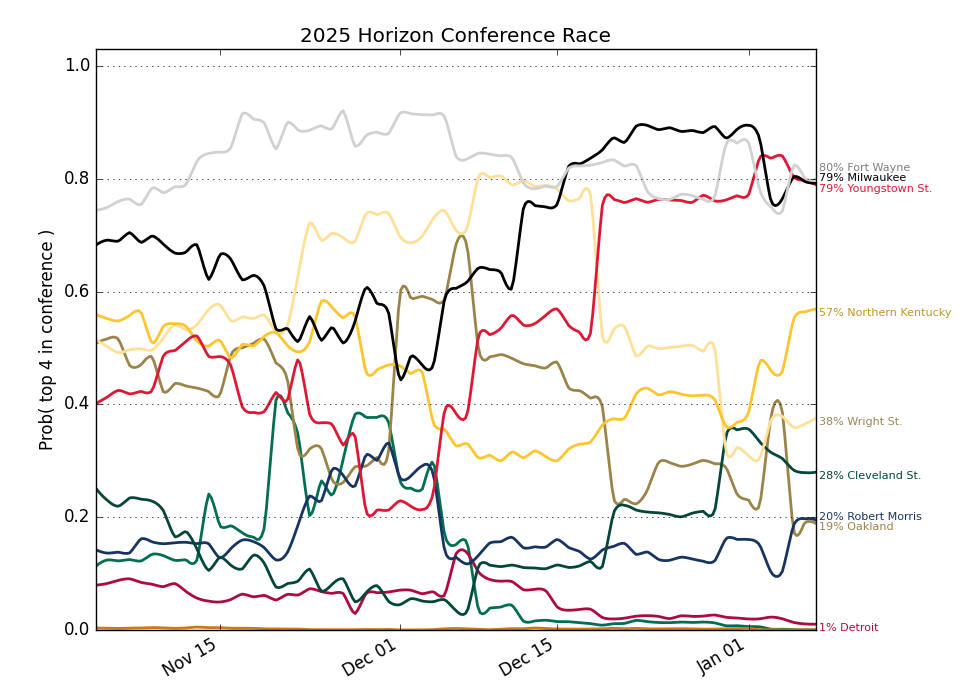 2025 Horizon Conference Race
1.0
0.8
0.6
0.4
0.2
0.0
Prob( top 4 in conference )
Nov 15
Dec 01
Dec 15
Jan 01
80% Fort Wayne
79% Milwaukee
79% Youngstown St.
57% Northern Kentucky
38% Wright St.
28% Cleveland St.
20% Robert Morris
19% Oakland
1% Detroit